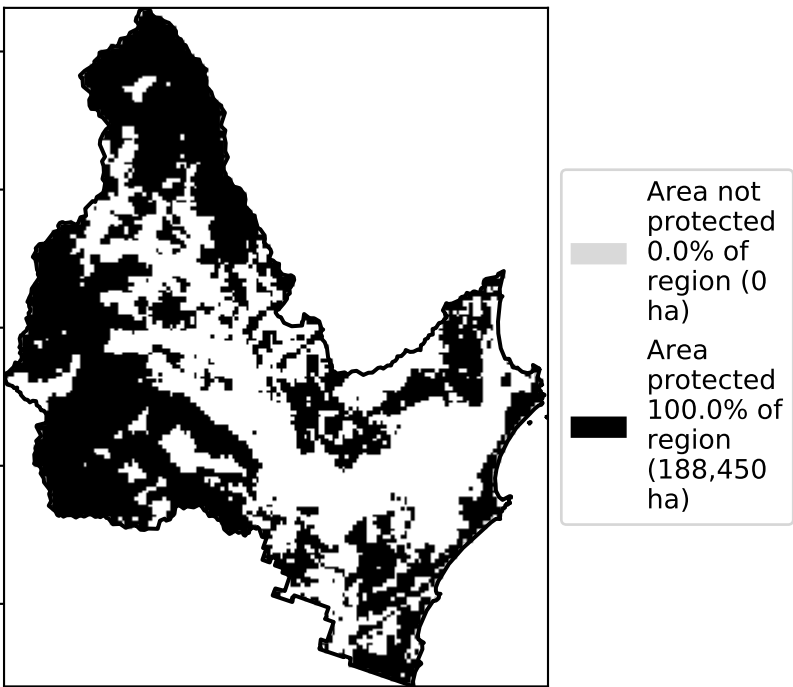 Area not
protected
0.0% of
region (0
ha)
Area
protected
100.0% of
region
(188,450
ha)